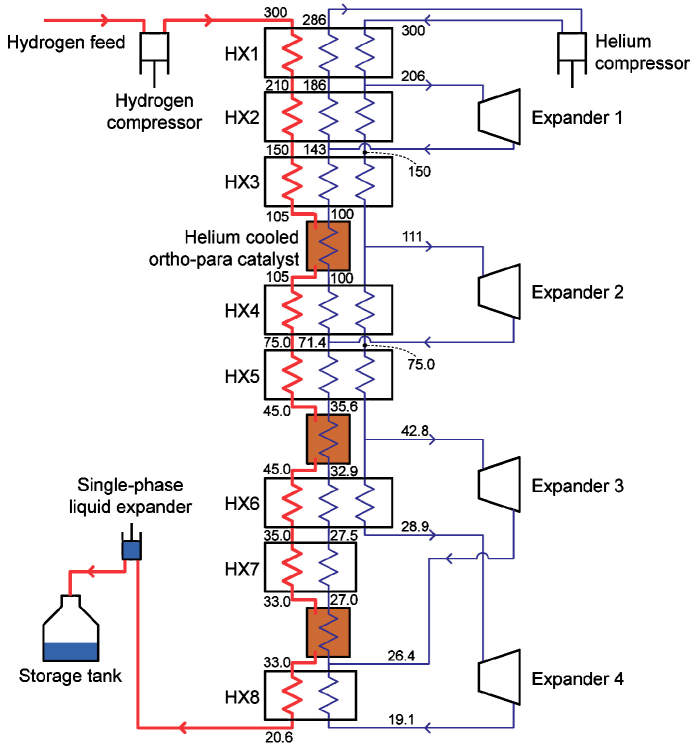 300
286
300
Hydrogen feed
HX1
Helium
compressor
Hydrogen
compressor
210
186
206
HX2
Expander 1
150
143
150
HX3
105
100
Helium cooled
ortho-para catalyst
111
105
100
HX4
Expander 2
75.0
71.4
75.0
HX5
45.0
35.6
42.8
45.0
32.9
Single-phase
liquid expander
HX6
Expander 3
35.0
27.5
28.9
HX7
33.0
27.0
33.0
26.4
Storage tank
HX8
Expander 4
20.6
19.1